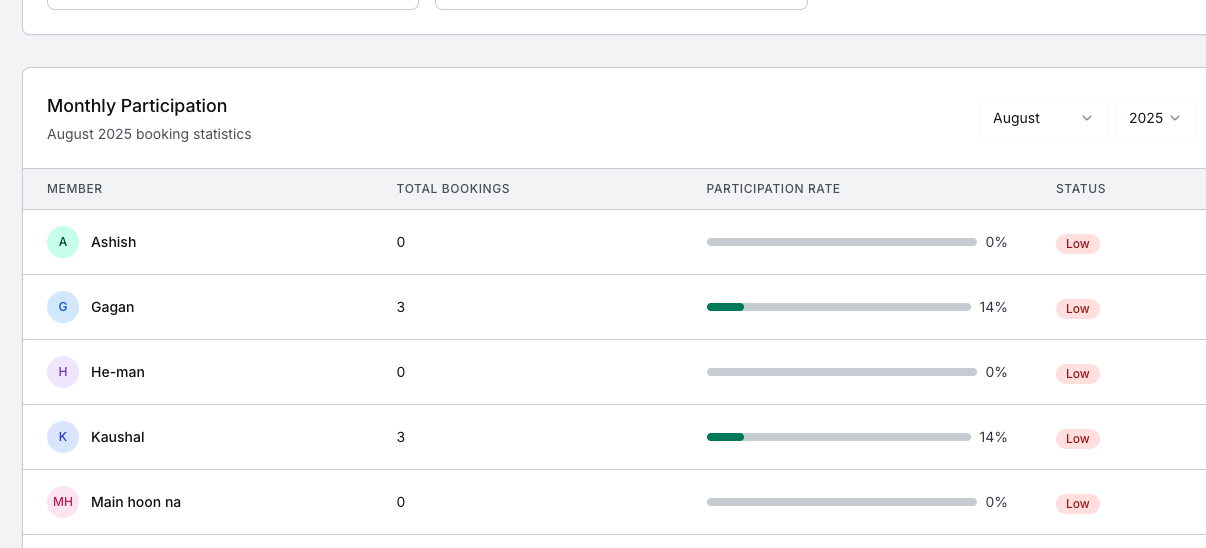 Monthly Participation
August 2025 booking statistics
August 2025
MEMBER TOTAL BOOKINGS PARTICIPATION RATE STATUS
A Ashish 0 0% Low
G Gagan 3 14% Low
H He-man 0 0% Low
K Kaushal 3 14% Low
MH Main hoon na 0 0% Low